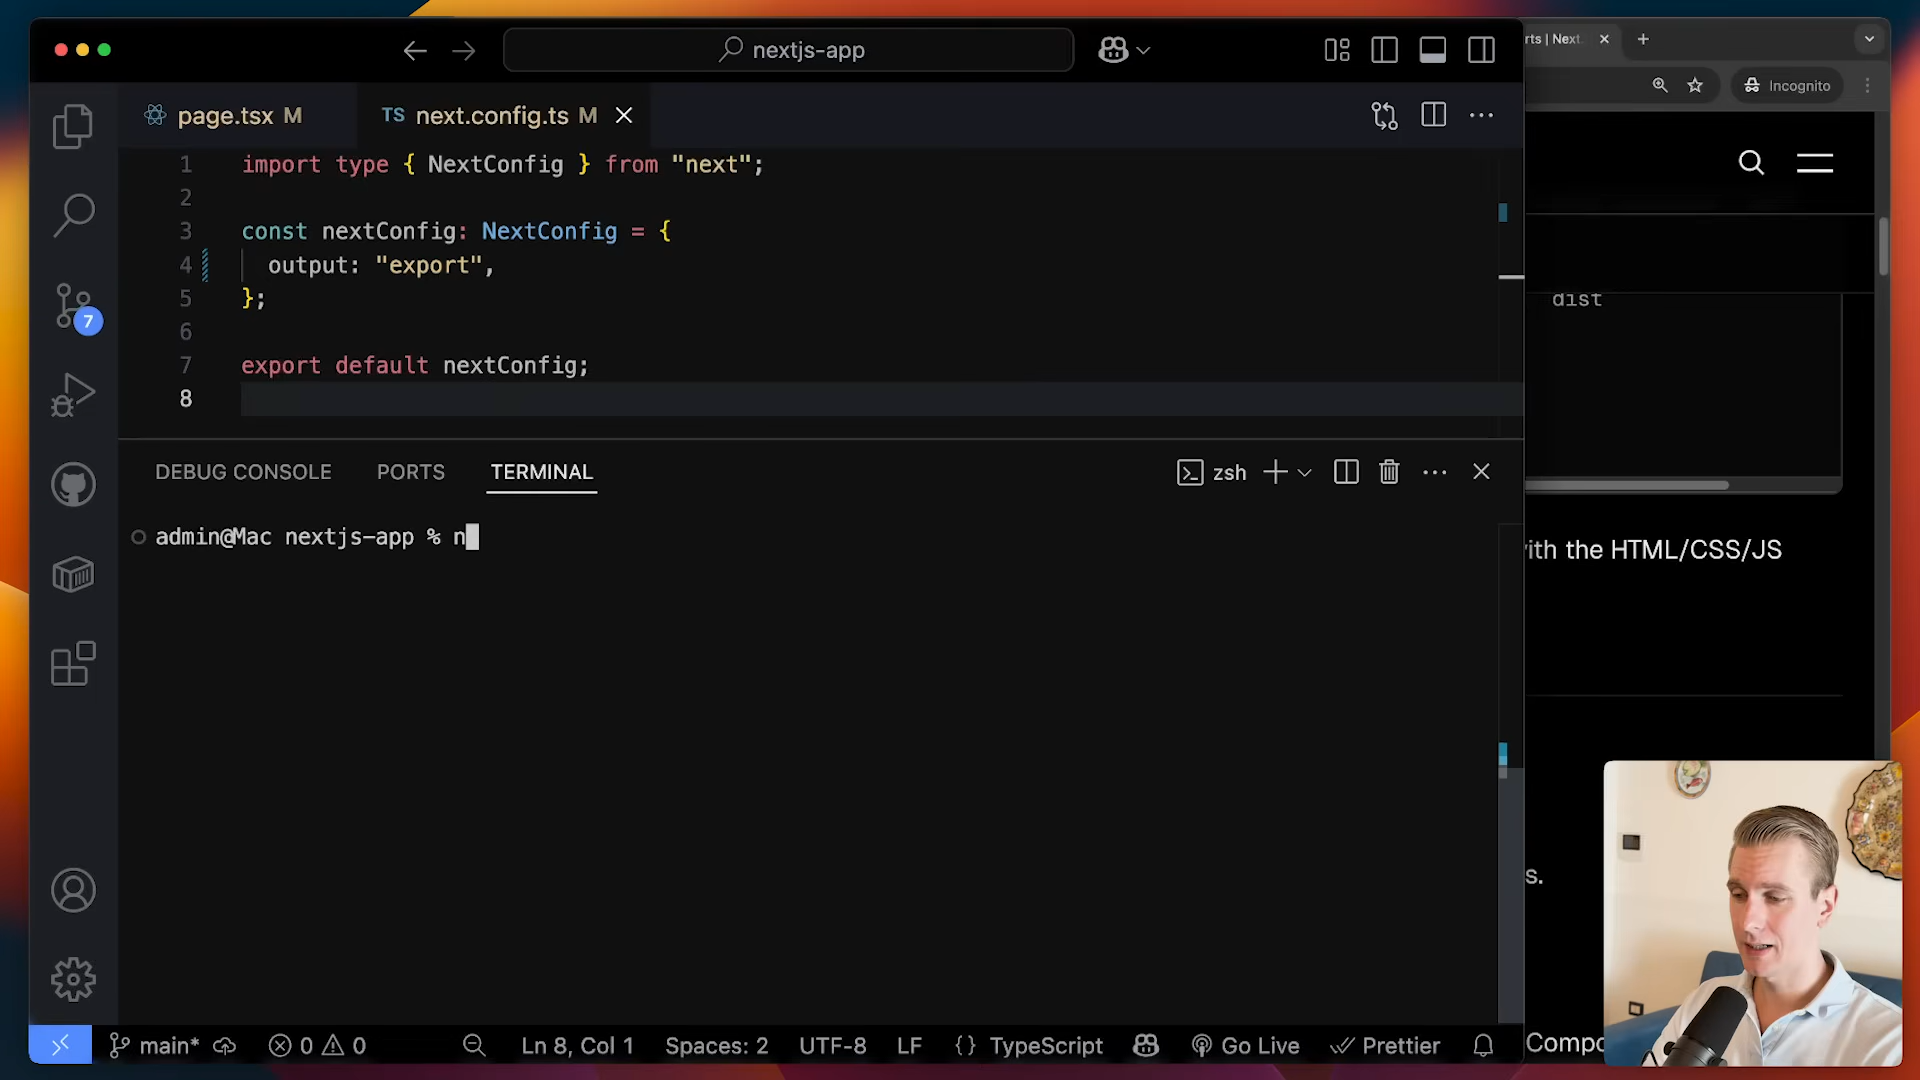 nextjs-app
rts | Next
Incognito
page.tsx M
TS next.config.ts M
1 import type { NextConfig } from "next";
2
3 const nextConfig: NextConfig = {
4 output: "export",
5 };
6
7 export default nextConfig;
8
dist
7
DEBUG CONSOLE PORTS TERMINAL
zsh
admin@Mac nextjs-app % n
ith the HTML/CSS/JS
s.
main* 0 0 Ln 8, Col 1 Spaces: 2 UTF-8 LF {} TypeScript Go Live Prettier
Compo